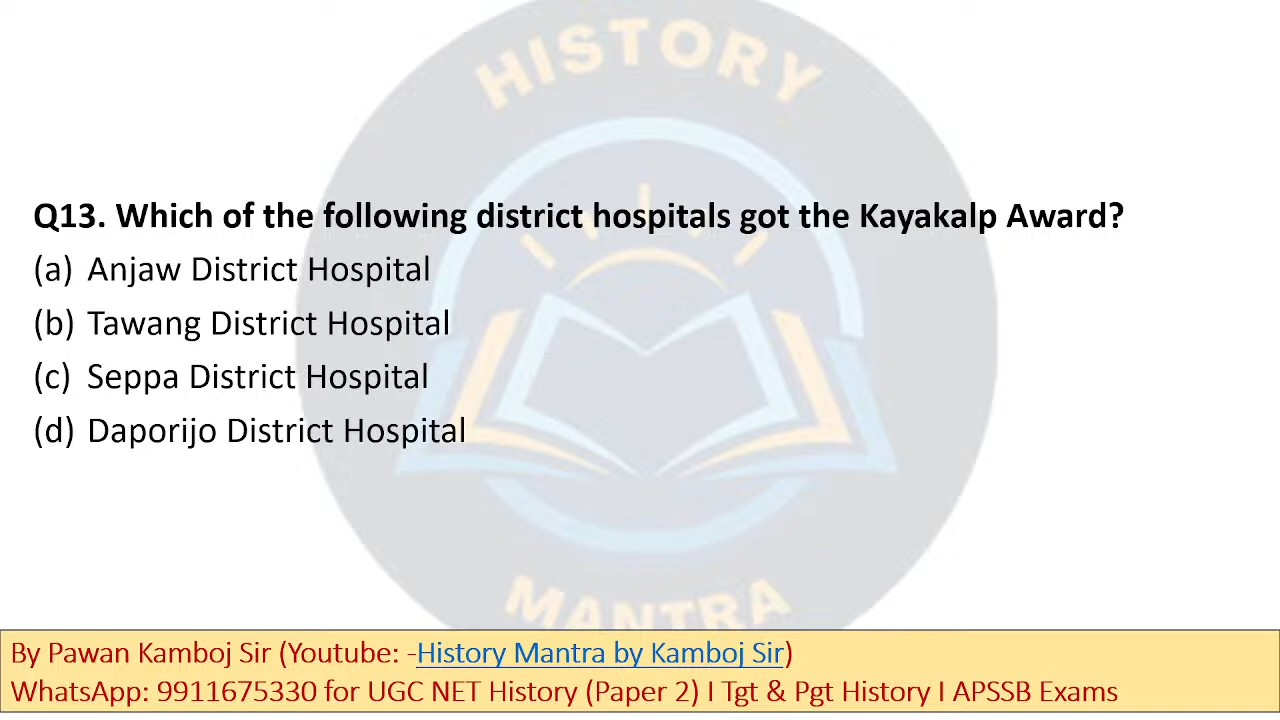 HISTORY
Q13. Which of the following district hospitals got the Kayakalp Award?
(a) Anjaw District Hospital
(b) Tawang District Hospital
(c) Seppa District Hospital
(d) Daporijo District Hospital
MANTRA
By Pawan Kamboj Sir (Youtube: -History Mantra by Kamboj Sir)
WhatsApp: 9911675330 for UGC NET History (Paper 2) I Tgt & Pgt History I APSSB Exams